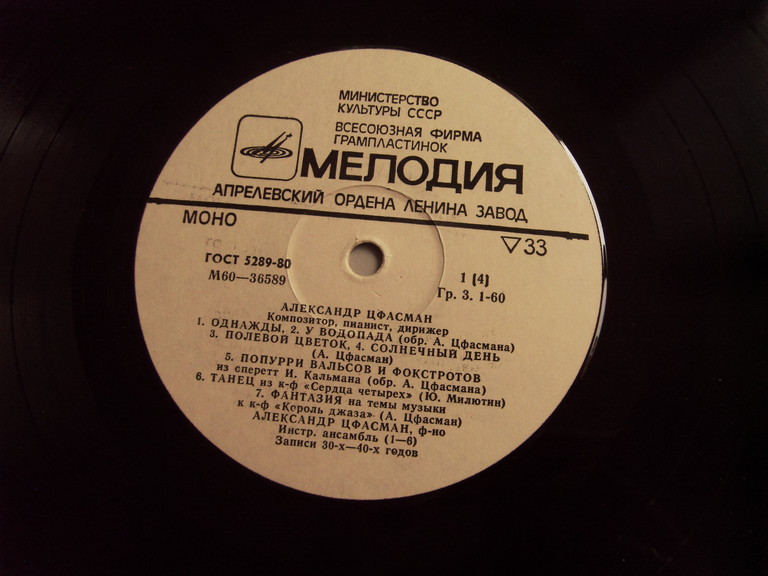 МИНИСТЕРСТВО
КУЛЬТУРЫ СССР
ВСЕСОЮЗНАЯ ФИРМА
ГРАМПЛАСТИНОК
МЕЛОДИЯ
АПРЕЛЕВСКИЙ ОРДЕНА ЛЕНИНА ЗАВОД
МОНО
▽33
ГОСТ 5289-80
М60—36589
1 (4)
Гр. 3. 1-60
АЛЕКСАНДР ЦФАСМАН
Композитор, пианист, дирижер
1. ОДНАЖДЫ, 2. У ВОДОПАДА (обр. А. Цфасмана)
3. ПОЛЕВОЙ ЦВЕТОК, 4. СОЛНЕЧНЫЙ ДЕНЬ
(А. Цфасман)
5. ПОПУРРИ ВАЛЬСОВ И ФОКСТРОТОВ
из сперетт И. Кальмана (обр. А. Цфасмана)
6. ТАНЕЦ из к-ф «Сердца четырех» (Ю. Милютин)
7. ФАНТАЗИЯ на темы музыки
к к-ф «Король джаза» (А. Цфасман)
АЛЕКСАНДР ЦФАСМАН, ф-но
Инстр. ансамбль (1—6)
Записи 30-х—40-х годов